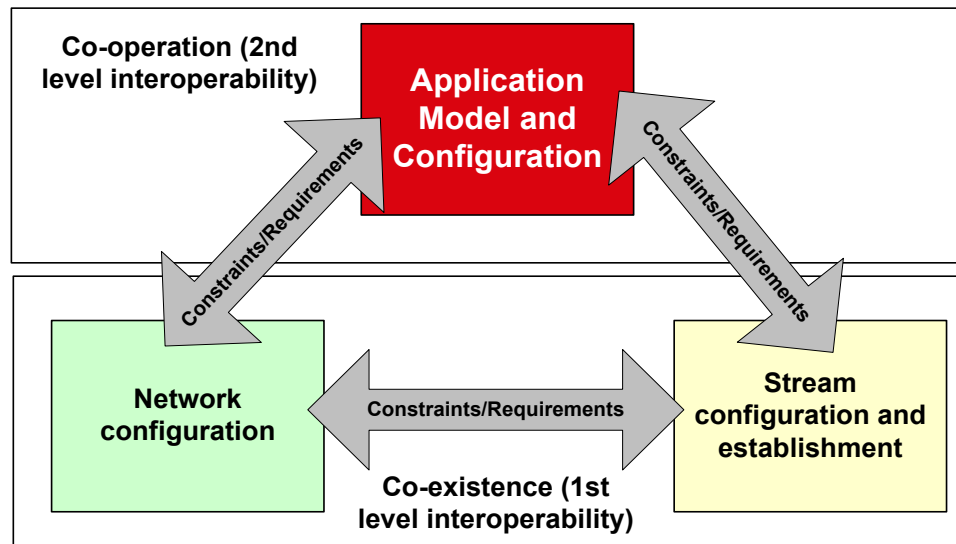 Co-operation (2nd
level interoperability)
Application
Model and
Configuration
Constraints/Requirements
Constraints/Requirements
Network
configuration
Constraints/Requirements
Stream
configuration and
establishment
Co-existence (1st
level interoperability)